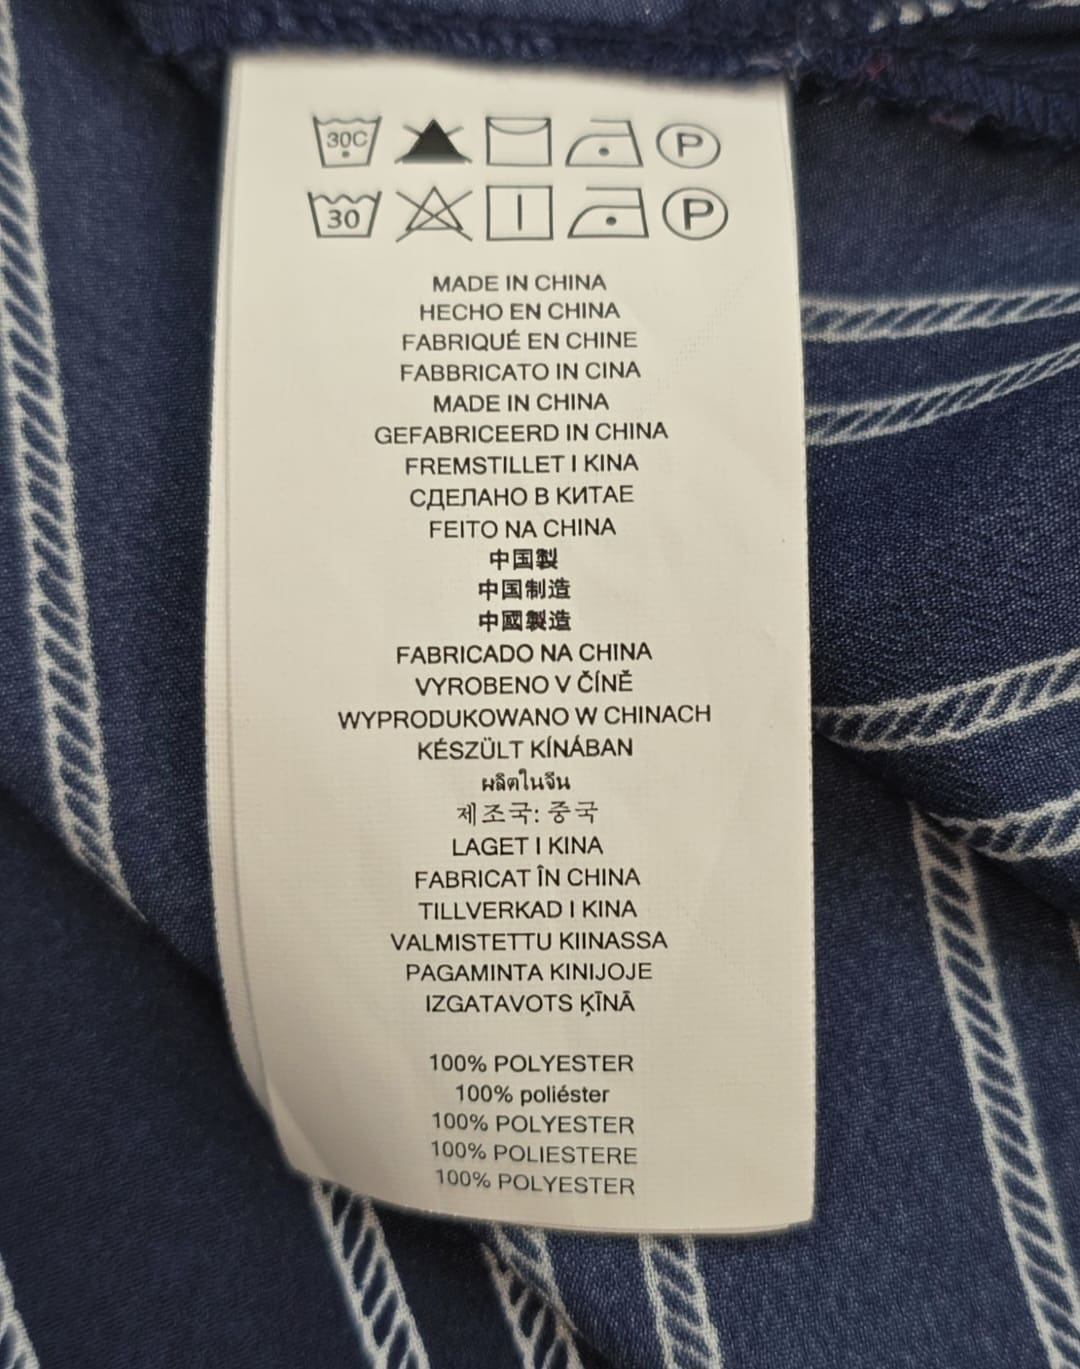 30C P
30 P
MADE IN CHINA
HECHO EN CHINA
FABRIQUÉ EN CHINE
FABBRICATO IN CINA
MADE IN CHINA
GEFABRICEERD IN CHINA
FREMSTILLET I KINA
СДЕЛАНО В КИТАЕ
FEITO NA CHINA
中国製
中国制造
中國製造
FABRICADO NA CHINA
VYROBENO V ČÍNĚ
WYPRODUKOWANO W CHINACH
KÉSZÜLT KÍNÁBAN
ผลิตในจีน
제조국: 중국
LAGET I KINA
FABRICAT ÎN CHINA
TILLVERKAD I KINA
VALMISTETTU KIINASSA
PAGAMINTA KINIJOJE
IZGATAVOTS ĶĪNĀ
100% POLYESTER
100% poliéster
100% POLYESTER
100% POLIESTERE
100% POLYESTER